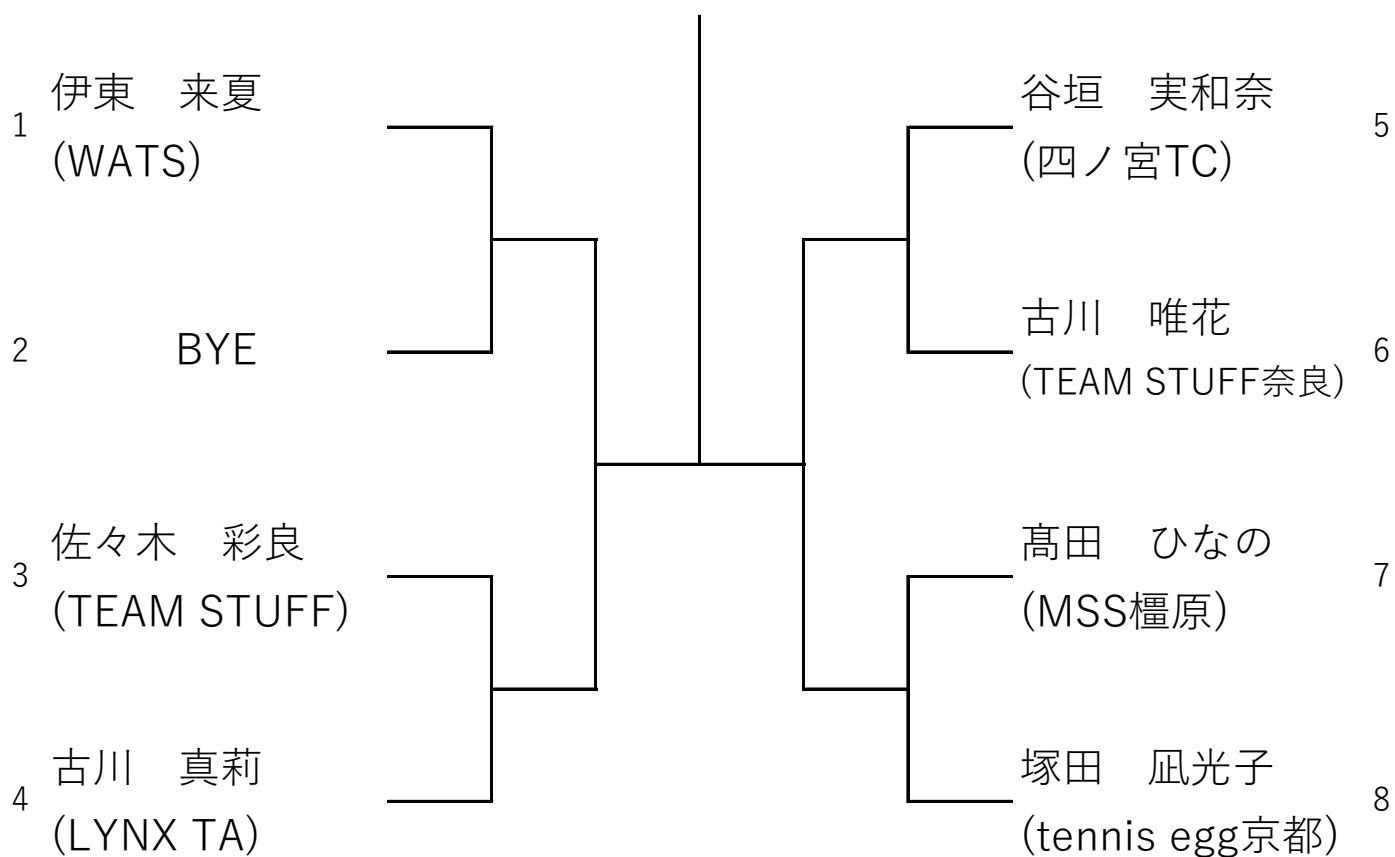 1
伊東　来夏
(WATS)
2
BYE
3
佐々木　彩良
(TEAM STUFF)
4
古川　真莉
(LYNX TA)
谷垣　実和奈
(四ノ宮TC)
5
古川　唯花
(TEAM STUFF奈良)
6
髙田　ひなの
(MSS橿原)
7
塚田　凪光子
(tennis egg京都)
8